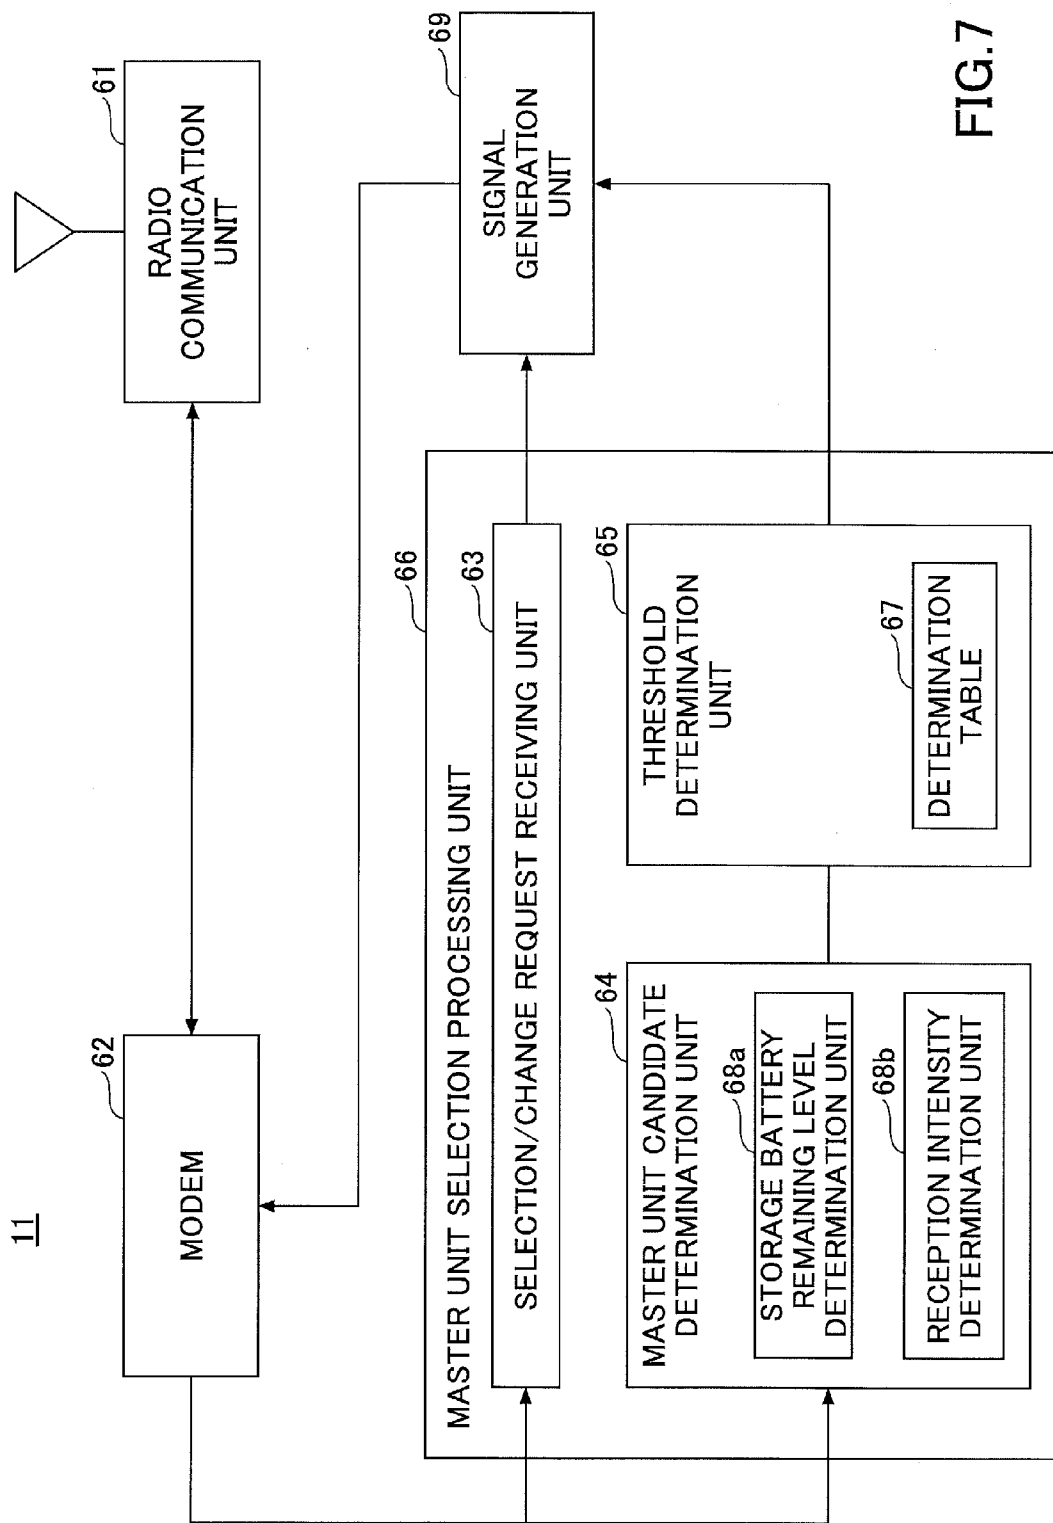 11
62
MODEM
61
RADIO
COMMUNICATION
UNIT
66
MASTER UNIT SELECTION PROCESSING UNIT
63
SELECTION/CHANGE REQUEST RECEIVING UNIT
69
SIGNAL
GENERATION
UNIT
64
MASTER UNIT CANDIDATE
DETERMINATION UNIT
68a
STORAGE BATTERY
REMAINING LEVEL
DETERMINATION UNIT
68b
RECEPTION INTENSITY
DETERMINATION UNIT
65
THRESHOLD
DETERMINATION
UNIT
67
DETERMINATION
TABLE
FIG.7